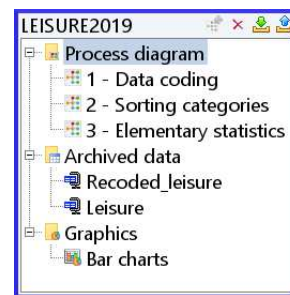 LEISURE2019
Process diagram
1 - Data coding
2 - Sorting categories
3 - Elementary statistics
Archived data
Recoded_leisure
Leisure
Graphics
Bar charts